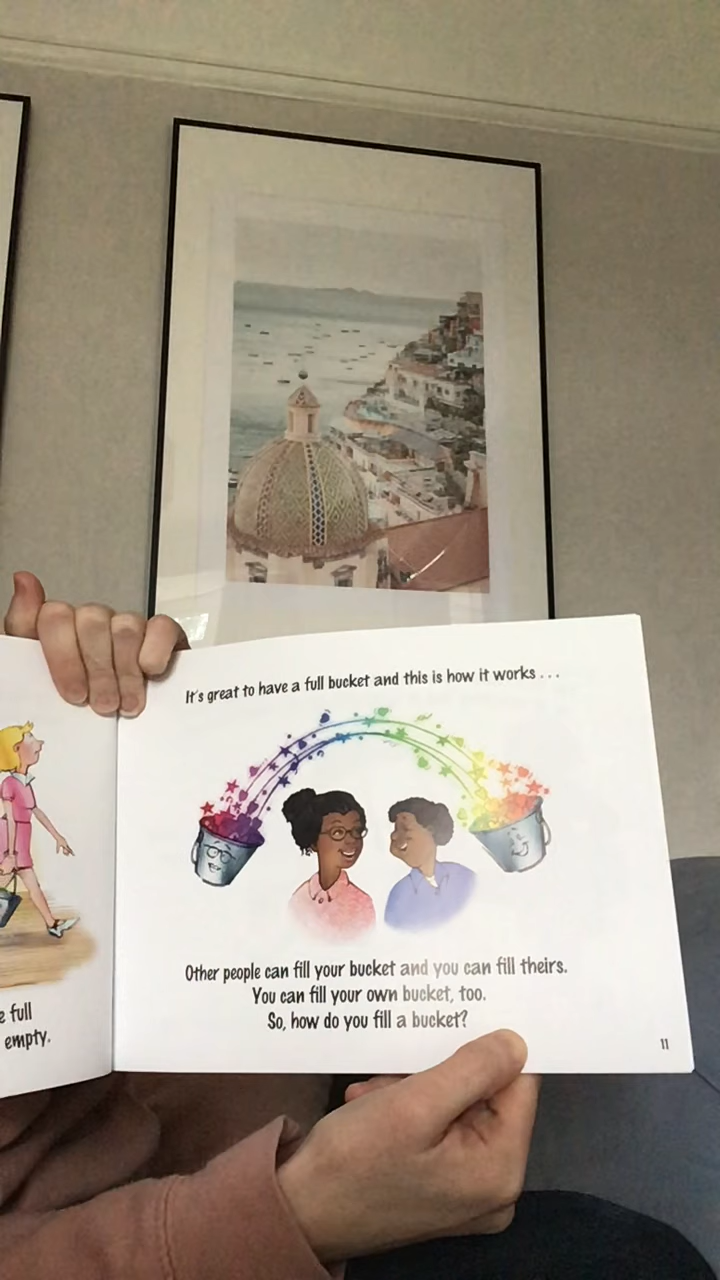 It's great to have a full bucket and this is how it works . . .
full
empty.
Other people can fill your bucket and you can fill theirs.
You can fill your own bucket, too.
So, how do you fill a bucket?
11